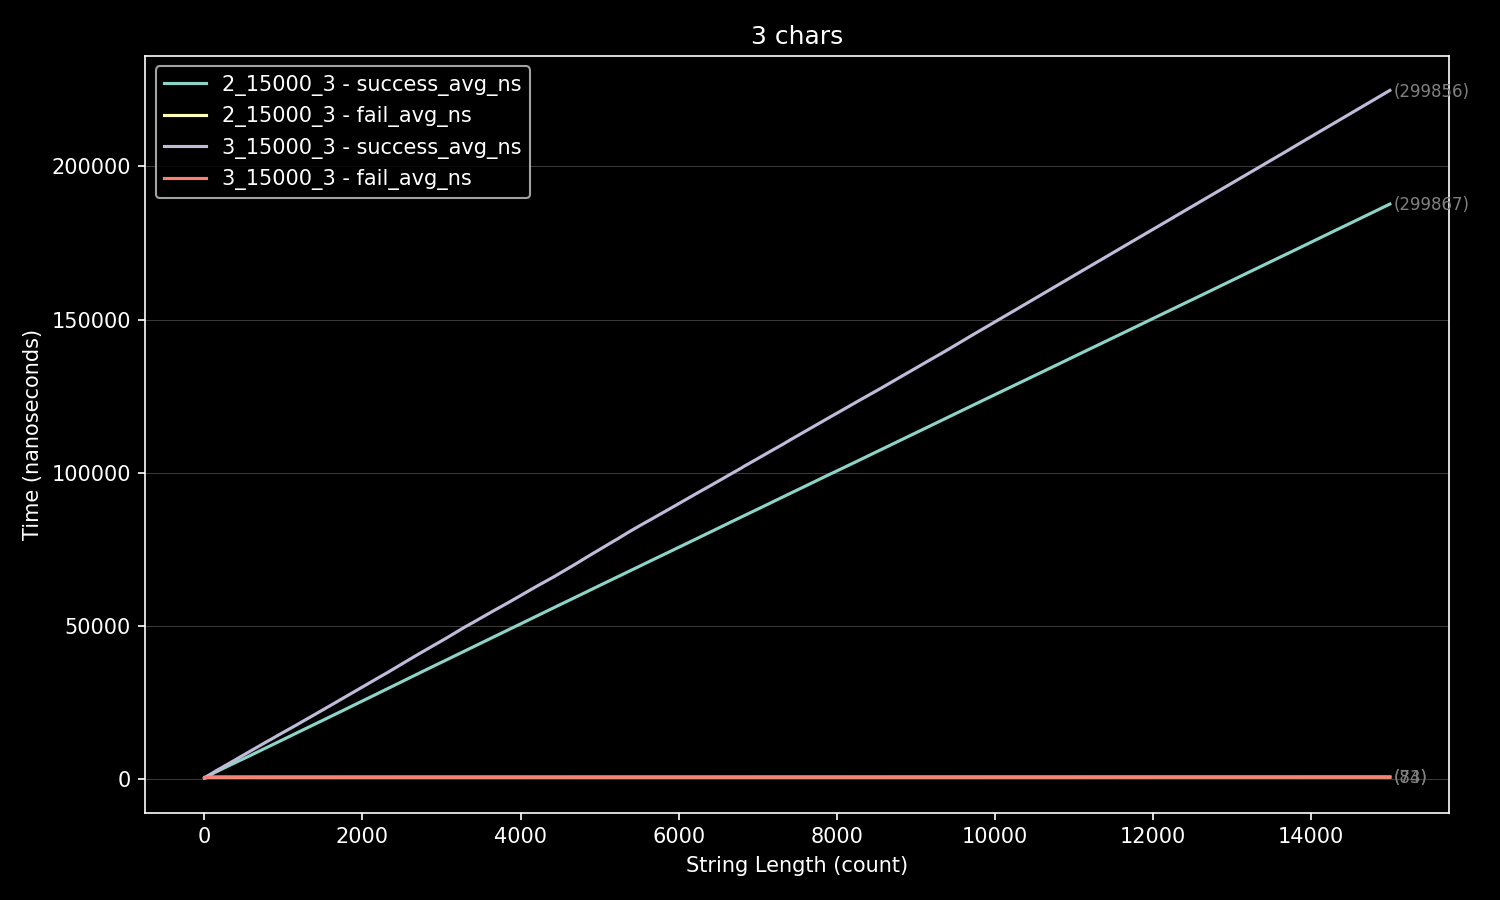 3 chars
2_15000_3 - success_avg_ns
2_15000_3 - fail_avg_ns
3_15000_3 - success_avg_ns
3_15000_3 - fail_avg_ns
(299856)
(299867)
200000
150000
100000
50000
0
Time (nanoseconds)
0 2000 4000 6000 8000 10000 12000 14000
String Length (count)